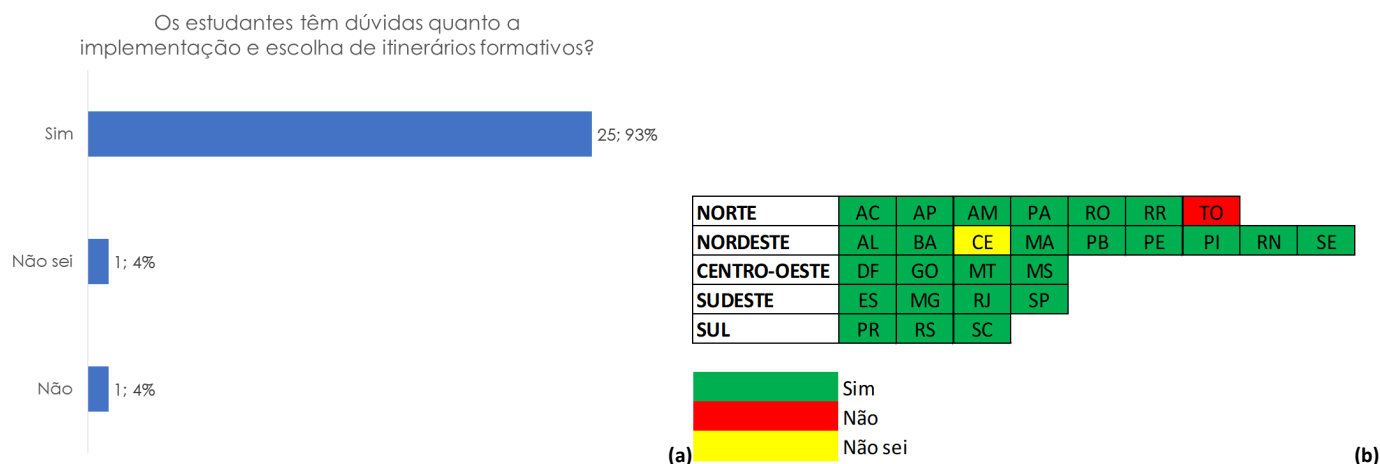 Os estudantes têm dúvidas quanto a
implementação e escolha de itinerários formativos?
Sim
25; 93%
Não sei
1; 4%
Não
1; 4%
(a)
NORTE AC AP AM PA RO RR TO
NORDESTE AL BA CE MA PB PE PI RN SE
CENTRO-OESTE DF GO MT MS
SUDESTE ES MG RJ SP
SUL PR RS SC
Sim
Não
Não sei
(b)